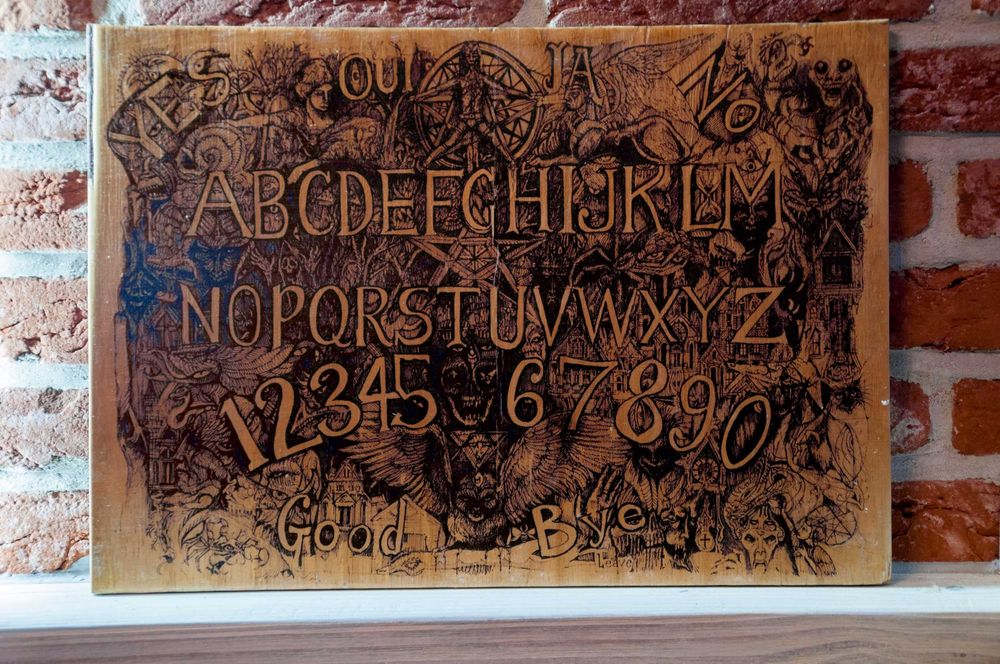 YES OUI JA NO
ABCDEFGHIJKLM
NOPQRSTUVWXYZ
1234567890
Good Bye